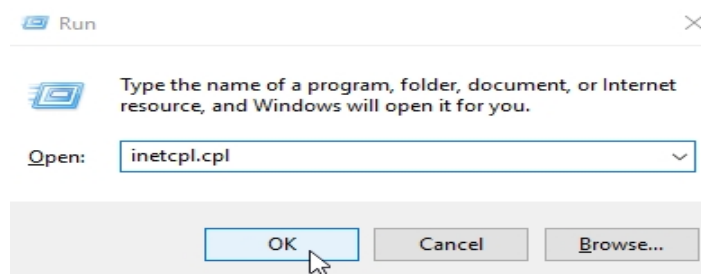 Run
Type the name of a program, folder, document, or Internet
resource, and Windows will open it for you.
Open: inetcpl.cpl
OK Cancel Browse...